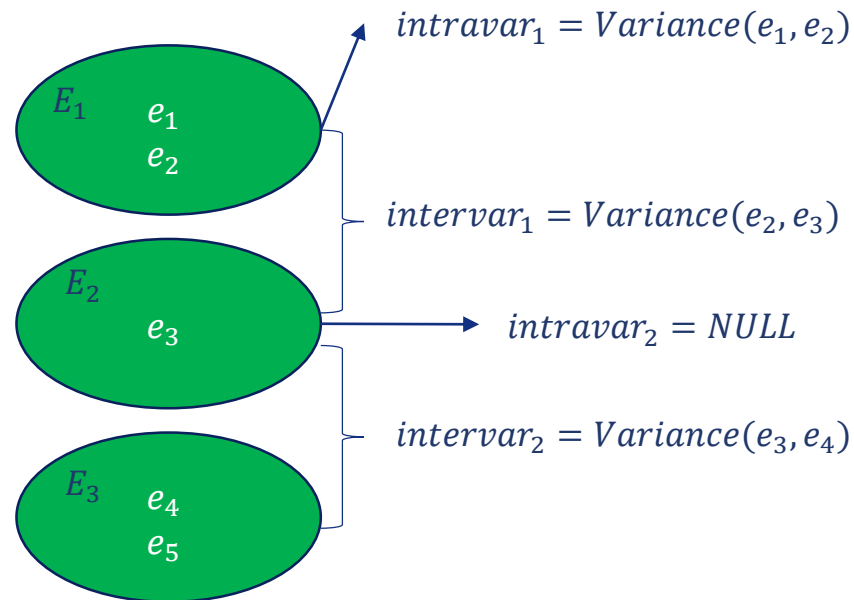 intravar₁ = Variance(e₁, e₂)
E₁
e₁
e₂
intervar₁ = Variance(e₂, e₃)
E₂
e₃
intravar₂ = NULL
intervar₂ = Variance(e₃, e₄)
E₃
e₄
e₅